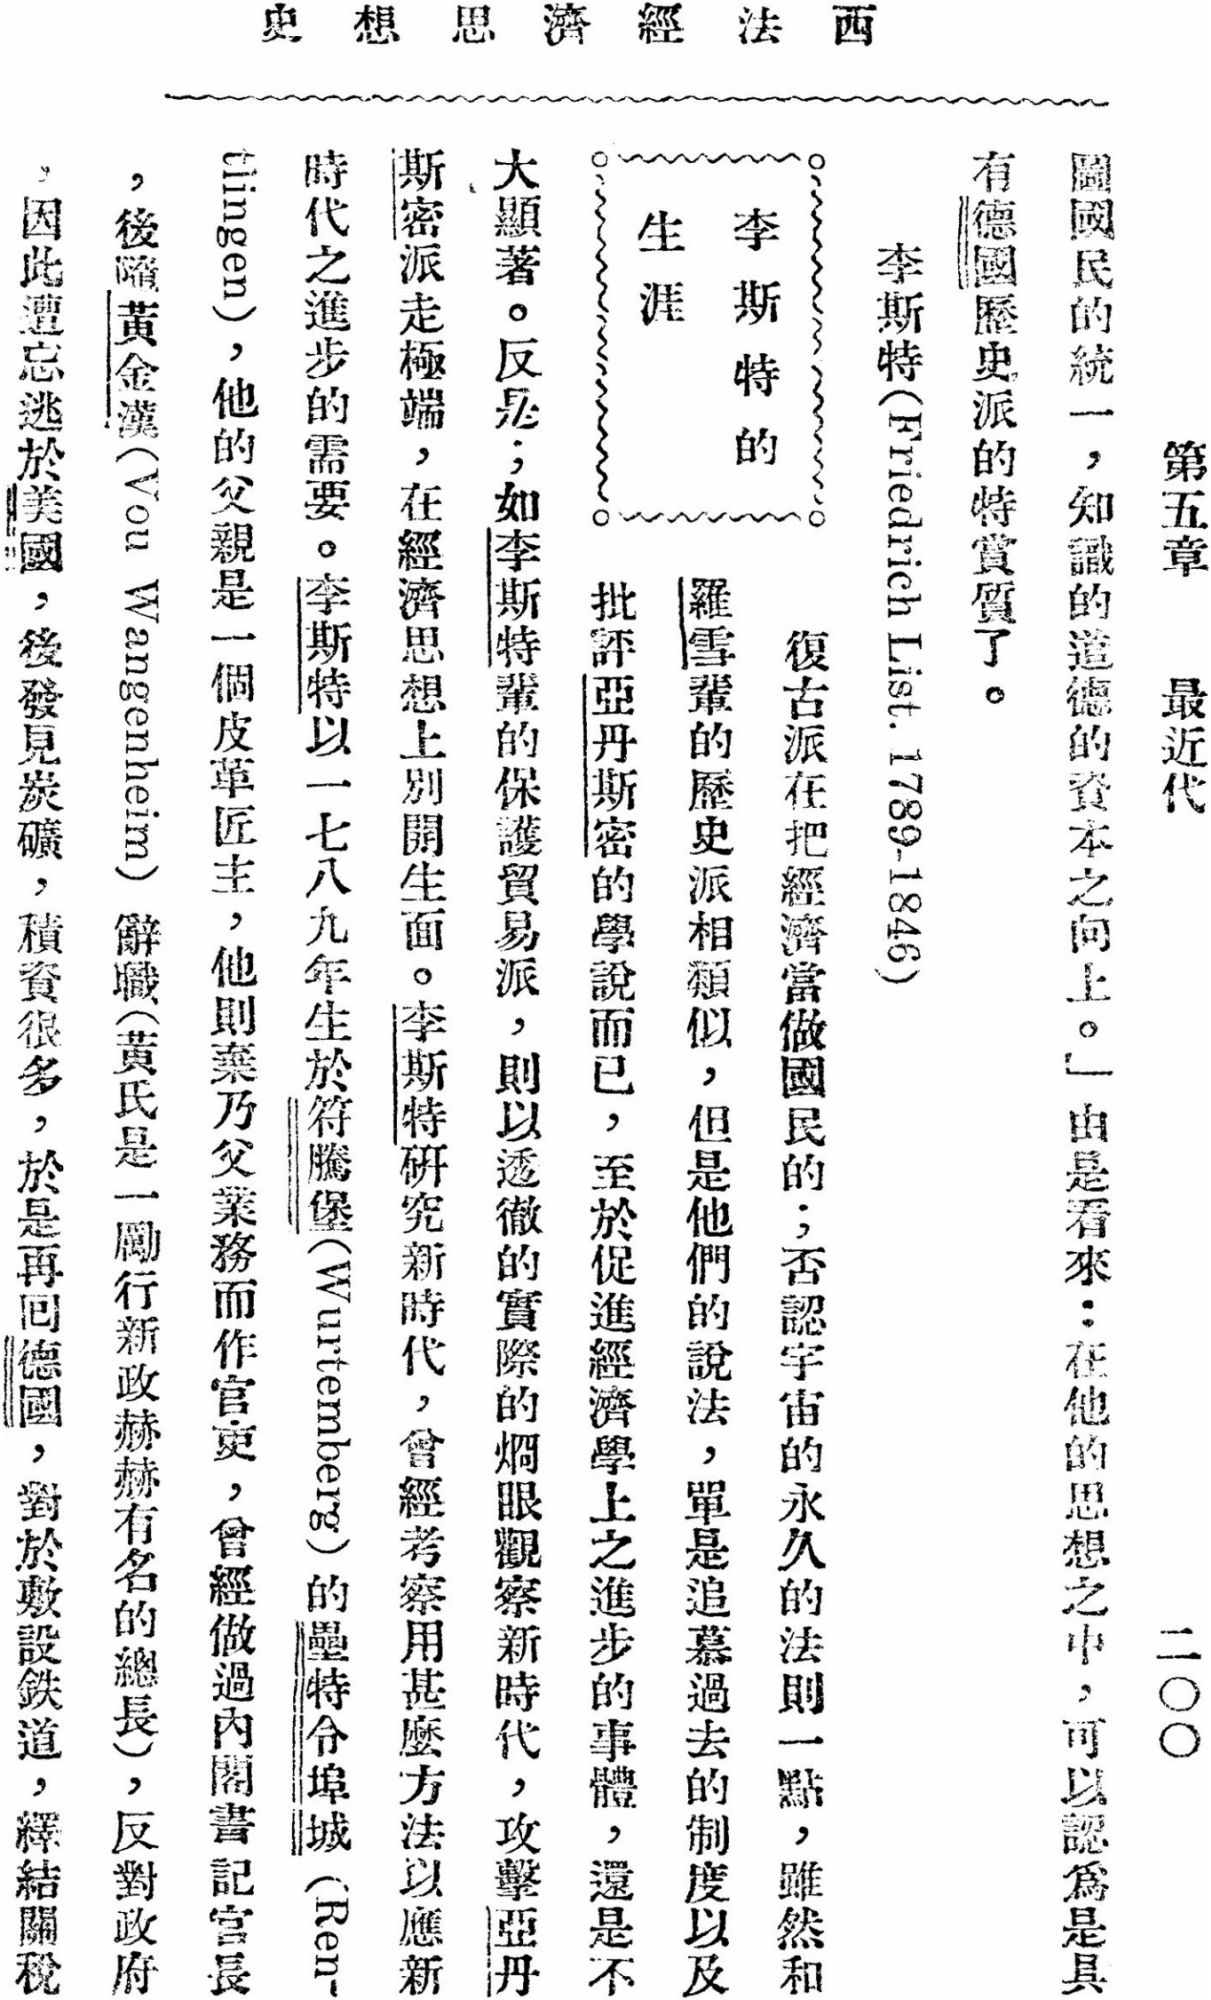 西法經濟思想史
第五章　最近代　二〇〇
圖國民的統一，知識的道德的資本之向上。」由是看來：在他的思想之中，可以認爲是具
有德國歷史派的特賞質了。
李斯特(Friedrich List. 1789-1846)
李斯特的
生涯
復古派在把經濟當做國民的；否認宇宙的永久的法則一點，雖然和
羅雪輩的歷史派相類似，但是他們的說法，單是追慕過去的制度以及
批評亞丹斯密的學說而已，至於促進經濟學上之進步的事體，還是不
大顯著。反是；如李斯特輩的保護貿易派，則以透徹的實際的烱眼觀察新時代，攻擊亞丹
斯密派走極端，在經濟思想上別開生面。李斯特研究新時代，曾經考察用甚麼方法以應新
時代之進步的需要。李斯特以一七八九年生於符騰堡(Wurtemberg)的壘特令埠城(Ren-
tlingen)，他的父親是一個皮革匠主，他則棄乃父業務而作官吏，曾經做過內閣書記官長
，後隨黃金漢(Vou Wangenheim)辭職(黃氏是一勵行新政赫赫有名的總長)，反對政府
，因此遭忌逃於美國，後發見炭礦，積資很多，於是再囘德國，對於敷設鉄道，繹結關稅